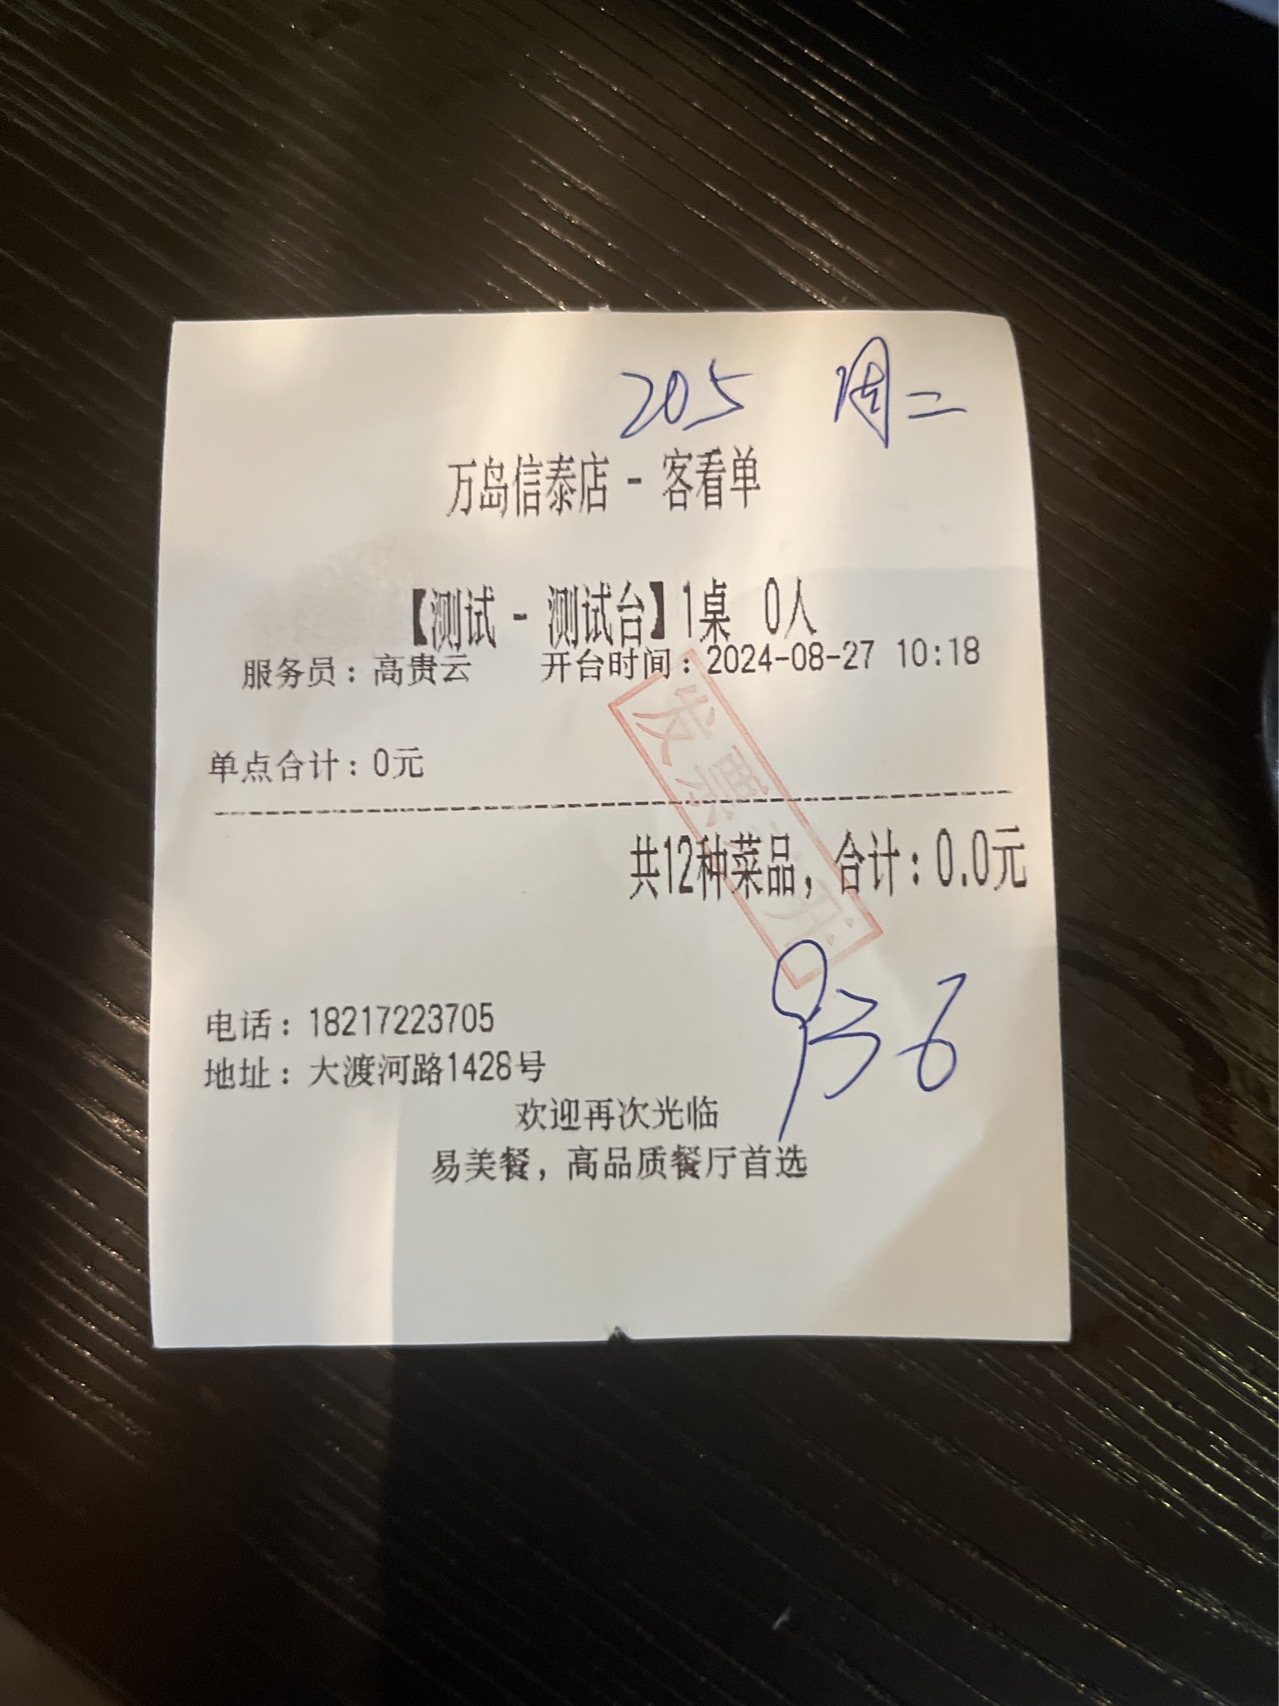 205 周二
万岛信泰店 - 客看单
【测试 - 测试台】1桌 0人
服务员：高贵云 开台时间：2024-08-27 10:18
发票已开
单点合计：0元
共12种菜品，合计：0.0元
936
电话：18217223705
地址：大渡河路1428号
欢迎再次光临
易美餐，高品质餐厅首选